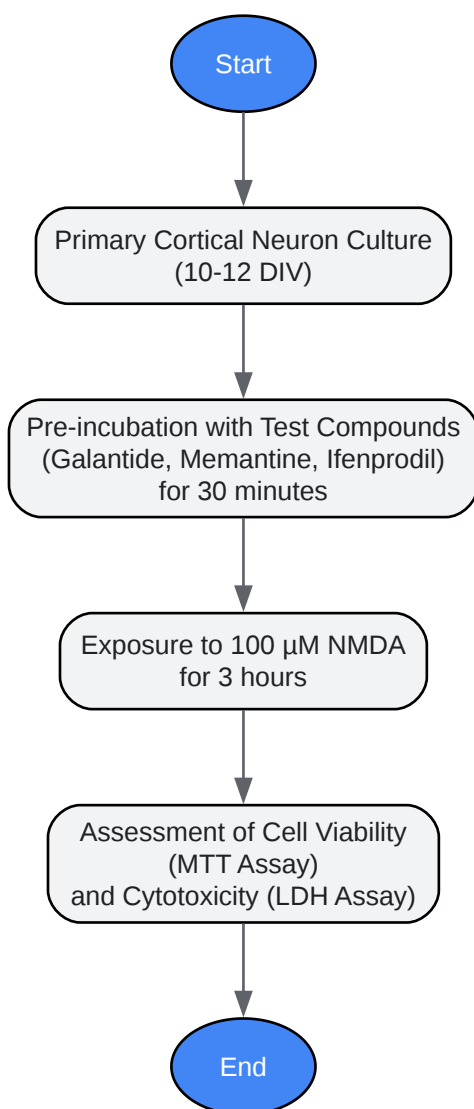 Start
Primary Cortical Neuron Culture
(10-12 DIV)
Pre-incubation with Test Compounds
(Galantide, Memantine, Ifenprodil)
for 30 minutes
Exposure to 100 µM NMDA
for 3 hours
Assessment of Cell Viability
(MTT Assay)
and Cytotoxicity (LDH Assay)
End